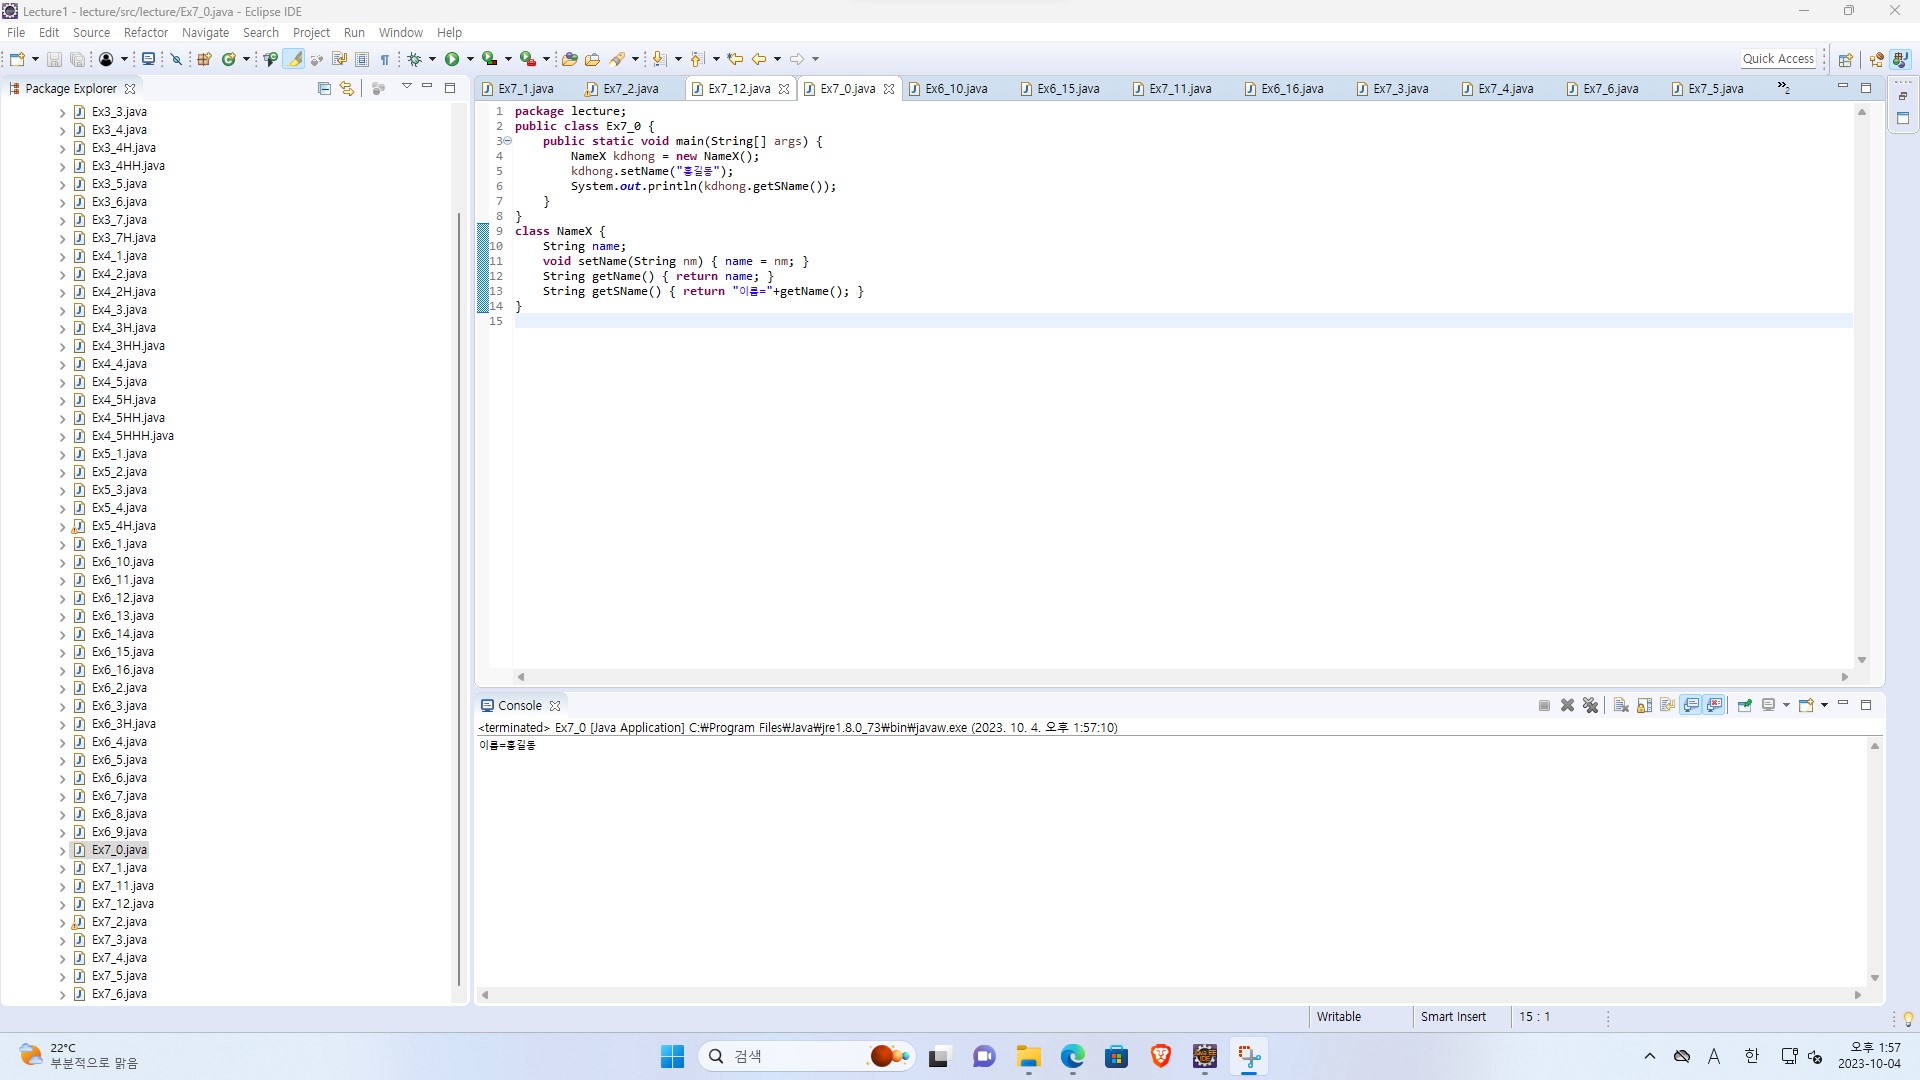 Lecture1 - lecture/src/lecture/Ex7_0.java - Eclipse IDE
File Edit Source Refactor Navigate Search Project Run Window Help
Quick Access
Package Explorer
Ex3_3.java
Ex3_4.java
Ex3_4H.java
Ex3_4HH.java
Ex3_5.java
Ex3_6.java
Ex3_7.java
Ex3_7H.java
Ex4_1.java
Ex4_2.java
Ex4_2H.java
Ex4_3.java
Ex4_3H.java
Ex4_3HH.java
Ex4_4.java
Ex4_5.java
Ex4_5H.java
Ex4_5HH.java
Ex4_5HHH.java
Ex5_1.java
Ex5_2.java
Ex5_3.java
Ex5_4.java
Ex5_4H.java
Ex6_1.java
Ex6_10.java
Ex6_11.java
Ex6_12.java
Ex6_13.java
Ex6_14.java
Ex6_15.java
Ex6_16.java
Ex6_2.java
Ex6_3.java
Ex6_3H.java
Ex6_4.java
Ex6_5.java
Ex6_6.java
Ex6_7.java
Ex6_8.java
Ex6_9.java
Ex7_0.java
Ex7_1.java
Ex7_11.java
Ex7_12.java
Ex7_2.java
Ex7_3.java
Ex7_4.java
Ex7_5.java
Ex7_6.java
Ex7_1.java Ex7_2.java Ex7_12.java Ex7_0.java Ex6_10.java Ex6_15.java Ex7_11.java Ex6_16.java Ex7_3.java Ex7_4.java Ex7_6.java Ex7_5.java »2
1 package lecture;
2 public class Ex7_0 {
3 public static void main(String[] args) {
4 NameX kdhong = new NameX();
5 kdhong.setName("홍길동");
6 System.out.println(kdhong.getSName());
7 }
8 }
9 class NameX {
10 String name;
11 void setName(String nm) { name = nm; }
12 String getName() { return name; }
13 String getSName() { return "이름="+getName(); }
14 }
15
Console
<terminated> Ex7_0 [Java Application] C:₩Program Files₩Java₩jre1.8.0_73₩bin₩javaw.exe (2023. 10. 4. 오후 1:57:10)
이름=홍길동
Writable Smart Insert 15 : 1
22°C
부분적으로 맑음
검색
A 한
오후 1:57
2023-10-04